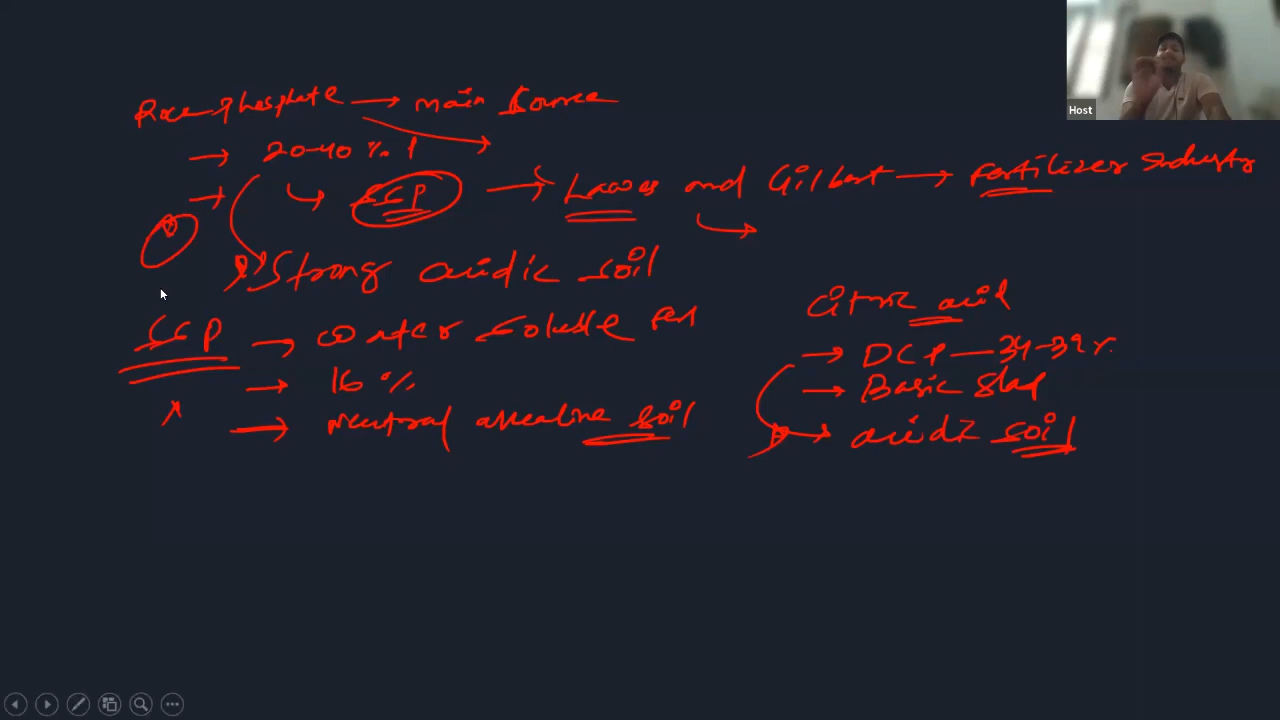 Rock phosphate → main source
→ 20-40 %
→ SSP → Lawes and Gilbert → Fertilizer Industry
Strong acidic soil
SSP → water soluble fert
→ 16 %
→ Neutral alkaline soil
Citric acid
→ DCP — 34-39 %
→ Basic Slag
→ acidic soil
Host